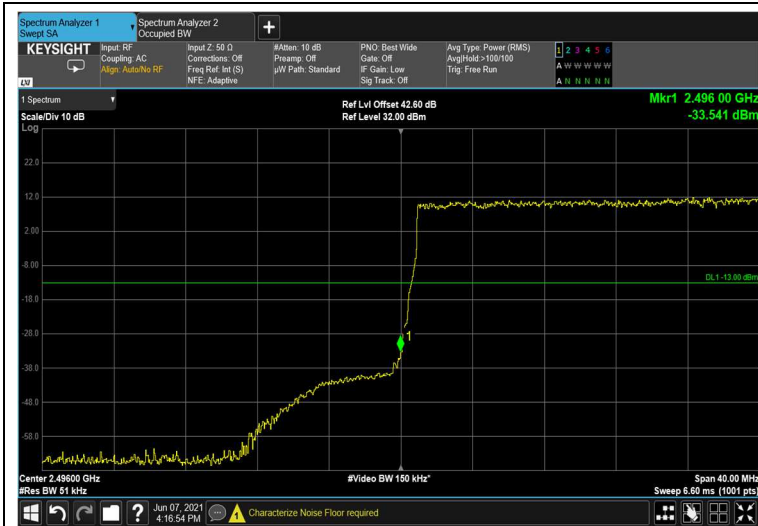 Spectrum Analyzer 1
Swept SA
Spectrum Analyzer 2
Occupied BW
KEYSIGHT
Input: RF
Coupling: AC
Align: Auto/No RF
Input Z: 50 Ω
Corrections: Off
Freq Ref: Int (S)
NFE: Adaptive
#Atten: 10 dB
Preamp: Off
µW Path: Standard
PNO: Best Wide
Gate: Off
IF Gain: Low
Sig Track: Off
Avg Type: Power (RMS)
Avg|Hold:>100/100
Trig: Free Run
1 2 3 4 5 6
A W W W W W
A N N N N N
LXI
1 Spectrum
Scale/Div 10 dB
Log
Ref Lvl Offset 42.60 dB
Ref Level 32.00 dBm
Mkr1 2.496 00 GHz
-33.541 dBm
22.0
12.0
2.00
-8.00
DL1 -13.00 dBm
-18.0
-28.0
1
-38.0
-48.0
-58.0
Center 2.49600 GHz
#Res BW 51 kHz
#Video BW 150 kHz*
Span 40.00 MHz
Sweep 6.60 ms (1001 pts)
?
Jun 07, 2021
4:16:54 PM
Characterize Noise Floor required